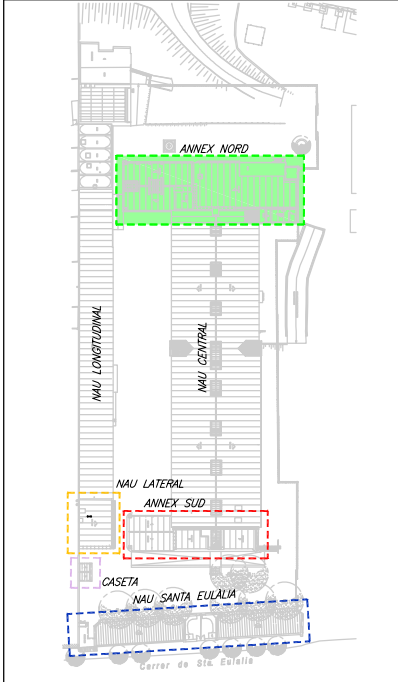 ANNEX NORD
NAU LONGITUDINAL
NAU CENTRAL
NAU LATERAL
ANNEX SUD
CASETA
NAU SANTA EULÀLIA
Carrer de Sta. Eulàlia